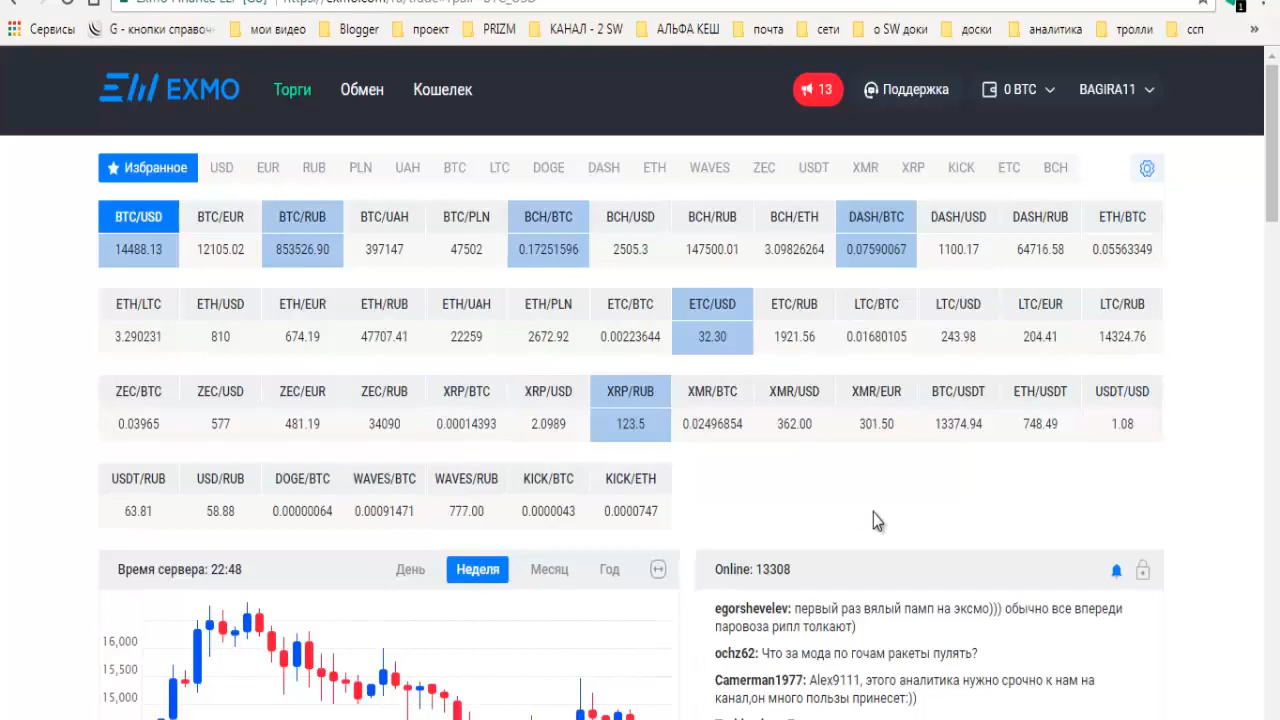 Сервисы G - кнопки справоч мои видео Blogger проект PRIZM КАНАЛ - 2 SW АЛЬФА КЕШ почта сети о SW доки доски аналитика тролли ссп »
EXMO Торги Обмен Кошелек 13 Поддержка 0 BTC BAGIRA11
Избранное USD EUR RUB PLN UAH BTC LTC DOGE DASH ETH WAVES ZEC USDT XMR XRP KICK ETC BCH
BTC/USD BTC/EUR BTC/RUB BTC/UAH BTC/PLN BCH/BTC BCH/USD BCH/RUB BCH/ETH DASH/BTC DASH/USD DASH/RUB ETH/BTC
14488.13 12105.02 853526.90 397147 47502 0.17251596 2505.3 147500.01 3.09826264 0.07590067 1100.17 64716.58 0.05563349
ETH/LTC ETH/USD ETH/EUR ETH/RUB ETH/UAH ETH/PLN ETC/BTC ETC/USD ETC/RUB LTC/BTC LTC/USD LTC/EUR LTC/RUB
3.290231 810 674.19 47707.41 22259 2672.92 0.00223644 32.30 1921.56 0.01680105 243.98 204.41 14324.76
ZEC/BTC ZEC/USD ZEC/EUR ZEC/RUB XRP/BTC XRP/USD XRP/RUB XMR/BTC XMR/USD XMR/EUR BTC/USDT ETH/USDT USDT/USD
0.03965 577 481.19 34090 0.00014393 2.0989 123.5 0.02496854 362.00 301.50 13374.94 748.49 1.08
USDT/RUB USD/RUB DOGE/BTC WAVES/BTC WAVES/RUB KICK/BTC KICK/ETH
63.81 58.88 0.00000064 0.00091471 777.00 0.0000043 0.0000747
Время сервера: 22:48 День Неделя Месяц Год Online: 13308
16,000
15,500
15,000
egorshevelev: первый раз вялый памп на эксмо))) обычно все впереди
паровоза рипл толкают)
ochz62: Что за мода по гочам ракеты пулять?
Camerman1977: Alex9111, этого аналитика нужно срочно к нам на
канал,он много пользы принесет:))